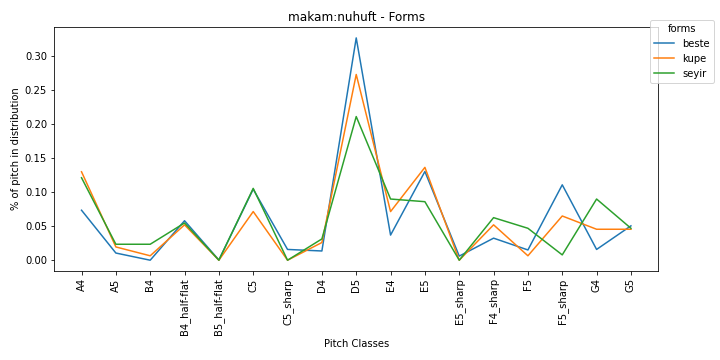 makam:nuhuft - Forms
forms
beste
kupe
seyir
% of pitch in distribution
0.30
0.25
0.20
0.15
0.10
0.05
0.00
A4
A5
B4
B4_half-flat
B5_half-flat
C5
C5_sharp
D4
D5
E4
E5
E5_sharp
F4_sharp
F5
F5_sharp
G4
G5
Pitch Classes